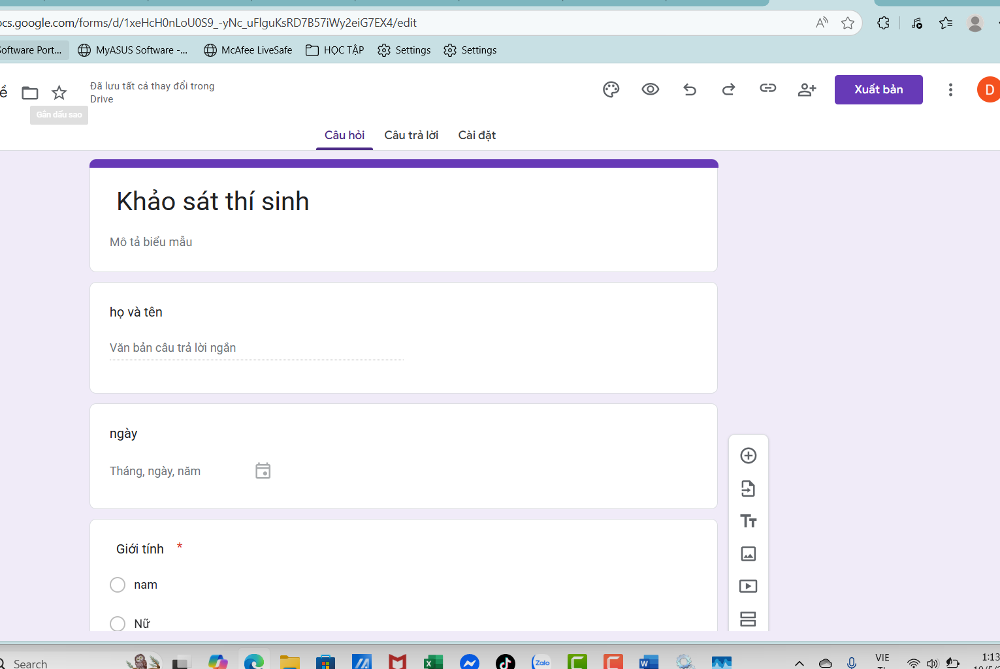 ocs.google.com/forms/d/1xeHcH0nLoU0S9_-yNc_uFlguKsRD7B57iWy2eiG7EX4/edit
Software Port... MyASUS Software -... McAfee LiveSafe HỌC TẬP Settings Settings
ề Đã lưu tất cả thay đổi trong
Drive
Xuất bản
D
Gắn dấu sao
Câu hỏi Câu trả lời Cài đặt
Khảo sát thí sinh
Mô tả biểu mẫu
họ và tên
Văn bản câu trả lời ngắn
ngày
Tháng, ngày, năm
Giới tính *
nam
Nữ
Search
Zalo
VIE
1:13